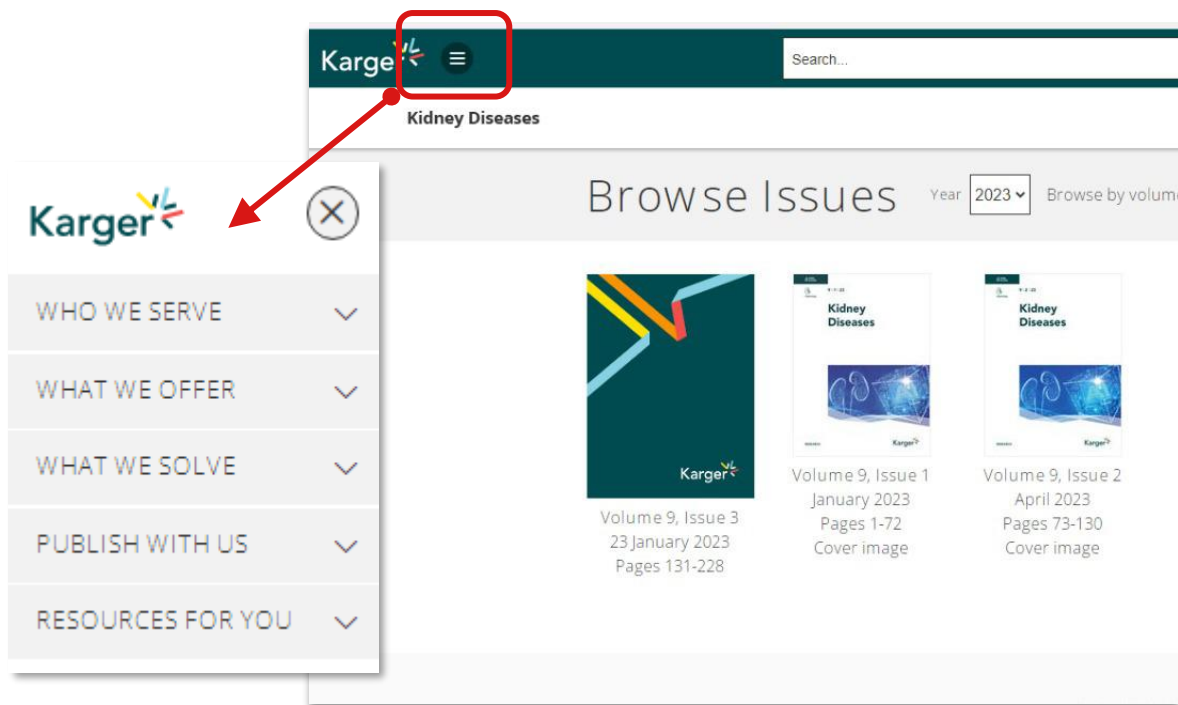 Karger
Search...
Kidney Diseases
Karger
WHO WE SERVE
WHAT WE OFFER
WHAT WE SOLVE
PUBLISH WITH US
RESOURCES FOR YOU
Browse Issues
Year 2023 Browse by volume
Karger
Volume 9, Issue 3
23 January 2023
Pages 131-228
Kidney
Diseases
Karger
Volume 9, Issue 1
January 2023
Pages 1-72
Cover image
Kidney
Diseases
Karger
Volume 9, Issue 2
April 2023
Pages 73-130
Cover image